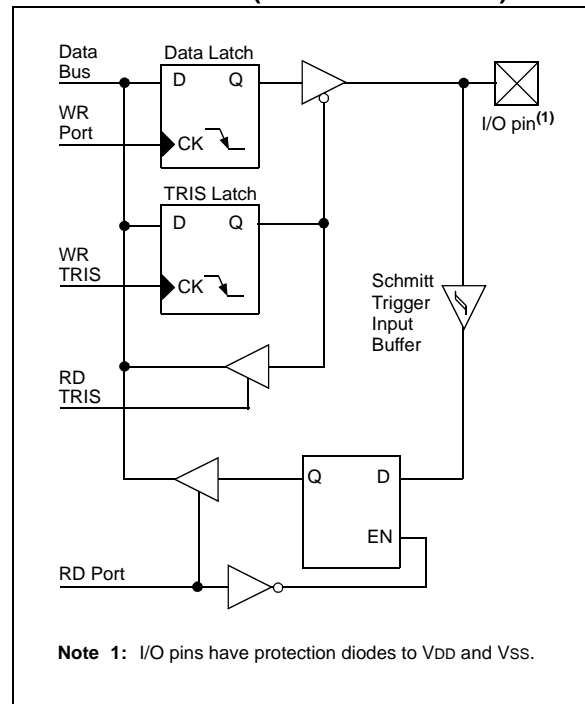 Data
Bus
Data Latch
D Q
WR
Port
CK
I/O pin(1)
TRIS Latch
D Q
WR
TRIS
CK
Schmitt
Trigger
Input
Buffer
RD
TRIS
Q D
EN
RD Port
Note 1: I/O pins have protection diodes to VDD and VSS.